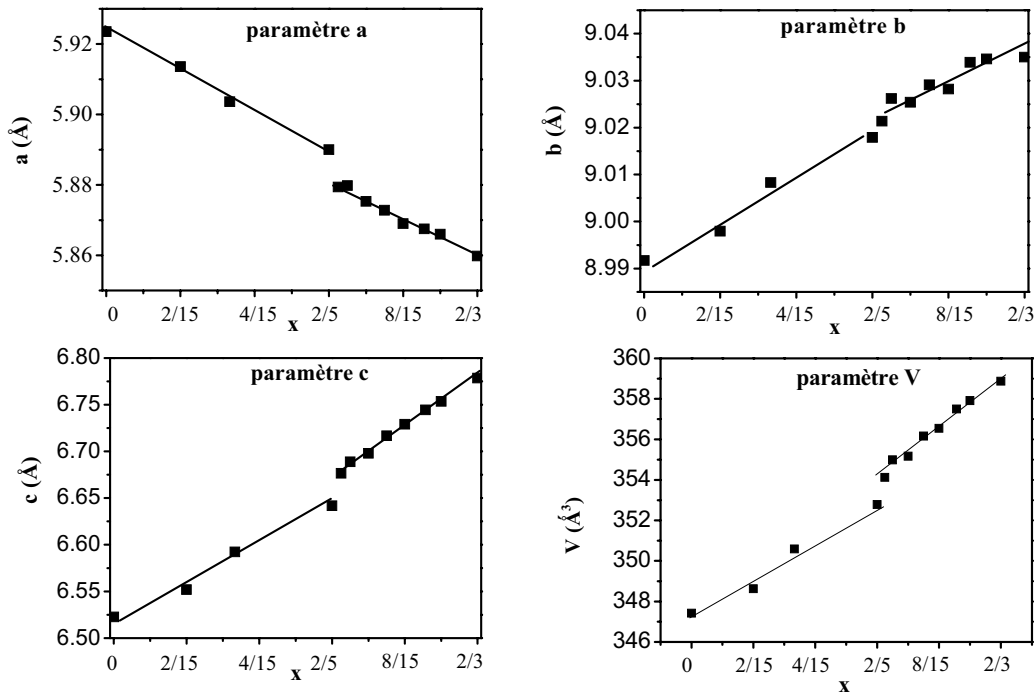 paramètre a
a (Å)
5.92
5.90
5.88
5.86
0 2/15 4/15 2/5 8/15 2/3
x
paramètre b
b (Å)
9.04
9.03
9.02
9.01
9.00
8.99
0 2/15 4/15 2/5 8/15 2/3
x
paramètre c
c (Å)
6.80
6.75
6.70
6.65
6.60
6.55
6.50
0 2/15 4/15 2/5 8/15 2/3
x
paramètre V
V (Å³)
360
358
356
354
352
350
348
346
0 2/15 4/15 2/5 8/15 2/3
x